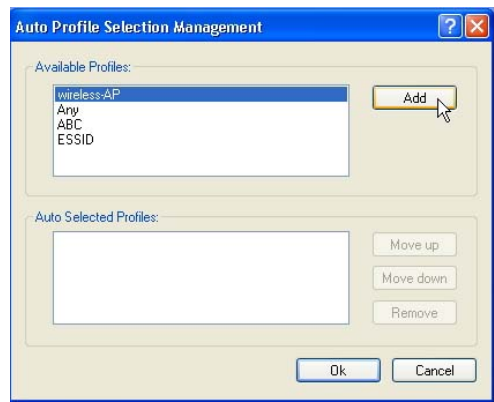 Auto Profile Selection Management
Available Profiles:
wireless-AP
Any
ABC
ESSID
Add
Auto Selected Profiles:
Move up
Move down
Remove
Ok
Cancel